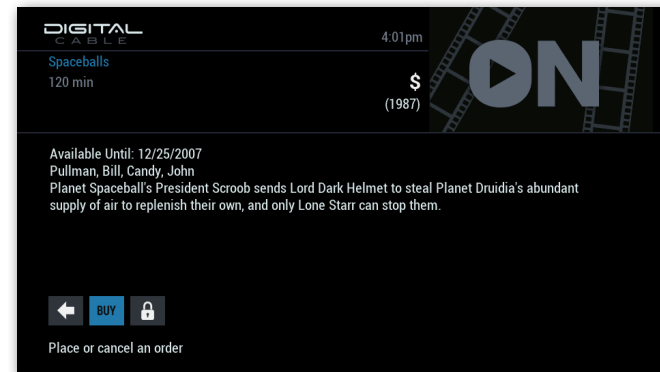 DIGITAL
CABLE
4:01pm
Spaceballs
120 min
$
(1987)
ON
Available Until: 12/25/2007
Pullman, Bill, Candy, John
Planet Spaceball's President Scroob sends Lord Dark Helmet to steal Planet Druidia's abundant
supply of air to replenish their own, and only Lone Starr can stop them.
BUY
Place or cancel an order